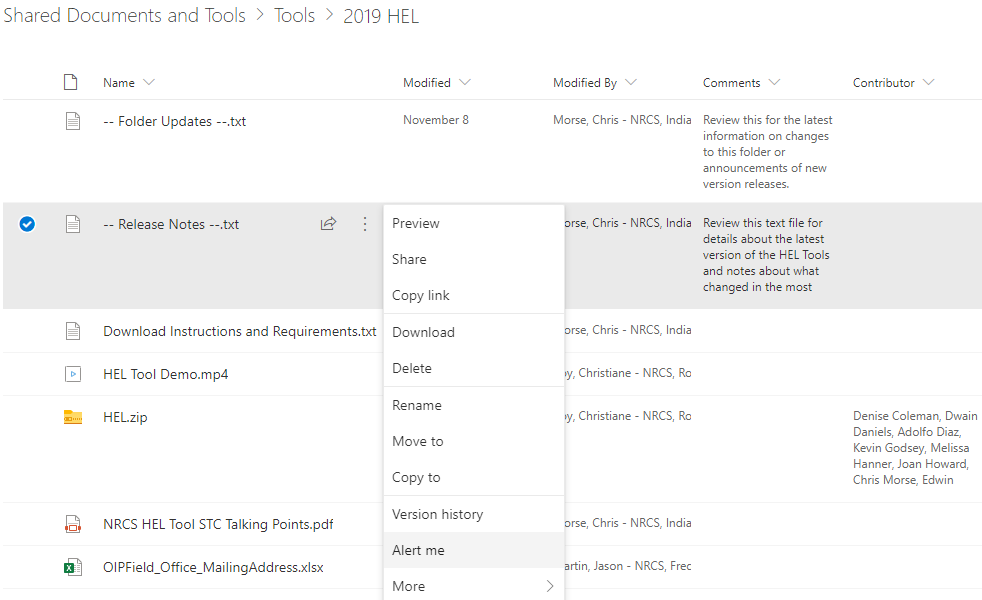 Shared Documents and Tools > Tools > 2019 HEL
Name Modified Modified By Comments Contributor
-- Folder Updates --.txt November 8 Morse, Chris - NRCS, India Review this for the latest
information on changes
to this folder or
announcements of new
version releases.
-- Release Notes --.txt orse, Chris - NRCS, India Review this text file for
details about the latest
version of the HEL Tools
and notes about what
changed in the most
Preview
Share
Copy link
Download
Delete
Rename
Move to
Copy to
Version history
Alert me
More >
Download Instructions and Requirements.txt orse, Chris - NRCS, India
HEL Tool Demo.mp4 oy, Christiane - NRCS, Ro
HEL.zip oy, Christiane - NRCS, Ro Denise Coleman, Dwain
Daniels, Adolfo Diaz,
Kevin Godsey, Melissa
Hanner, Joan Howard,
Chris Morse, Edwin
NRCS HEL Tool STC Talking Points.pdf orse, Chris - NRCS, India
OIPField_Office_MailingAddress.xlsx artin, Jason - NRCS, Frec